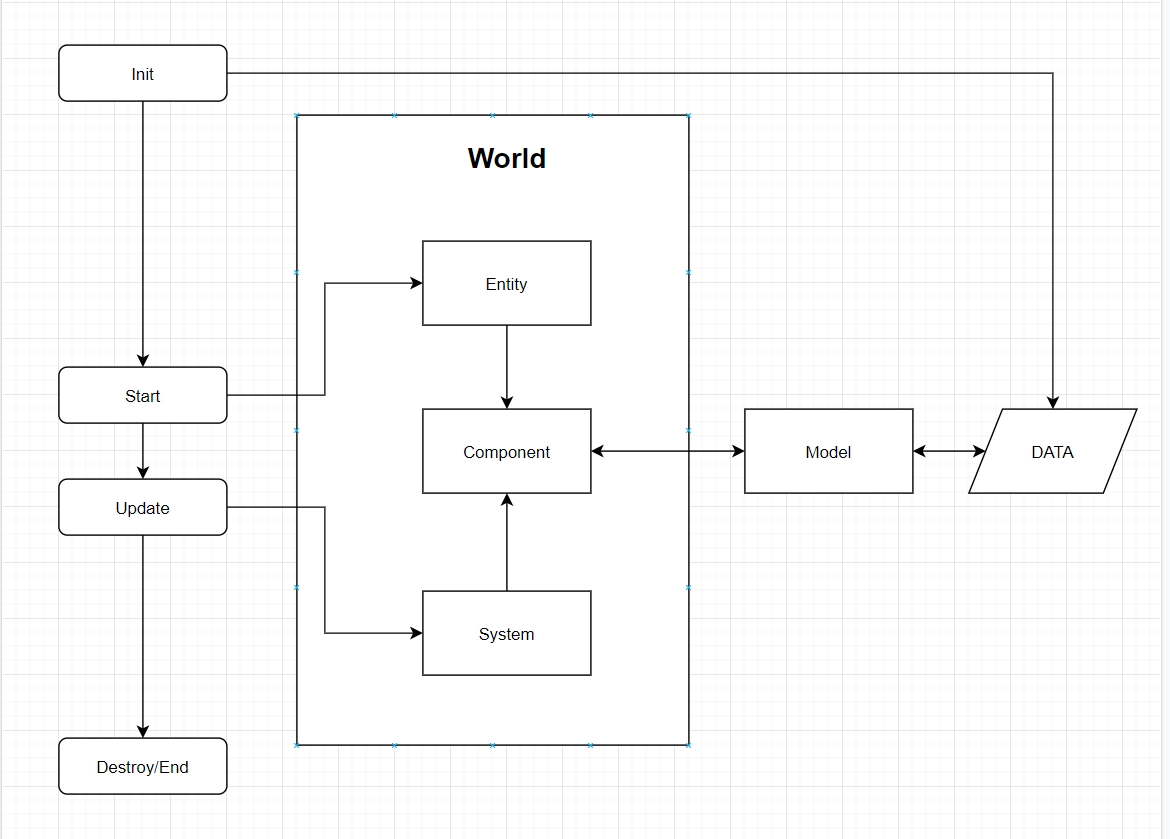 Init
World
Entity
Start
Component
Model
DATA
Update
System
Destroy/End